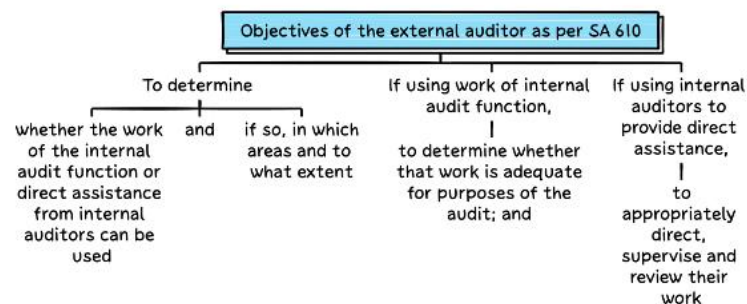 Objectives of the external auditor as per SA 610
To determine
whether the work
of the internal
audit function or
direct assistance
from internal
auditors can be
used
and
if so, in which
areas and to
what extent
If using work of internal
audit function,
to determine whether
that work is adequate
for purposes of the
audit; and
If using internal
auditors to
provide direct
assistance,
to
appropriately
direct,
supervise and
review their
work